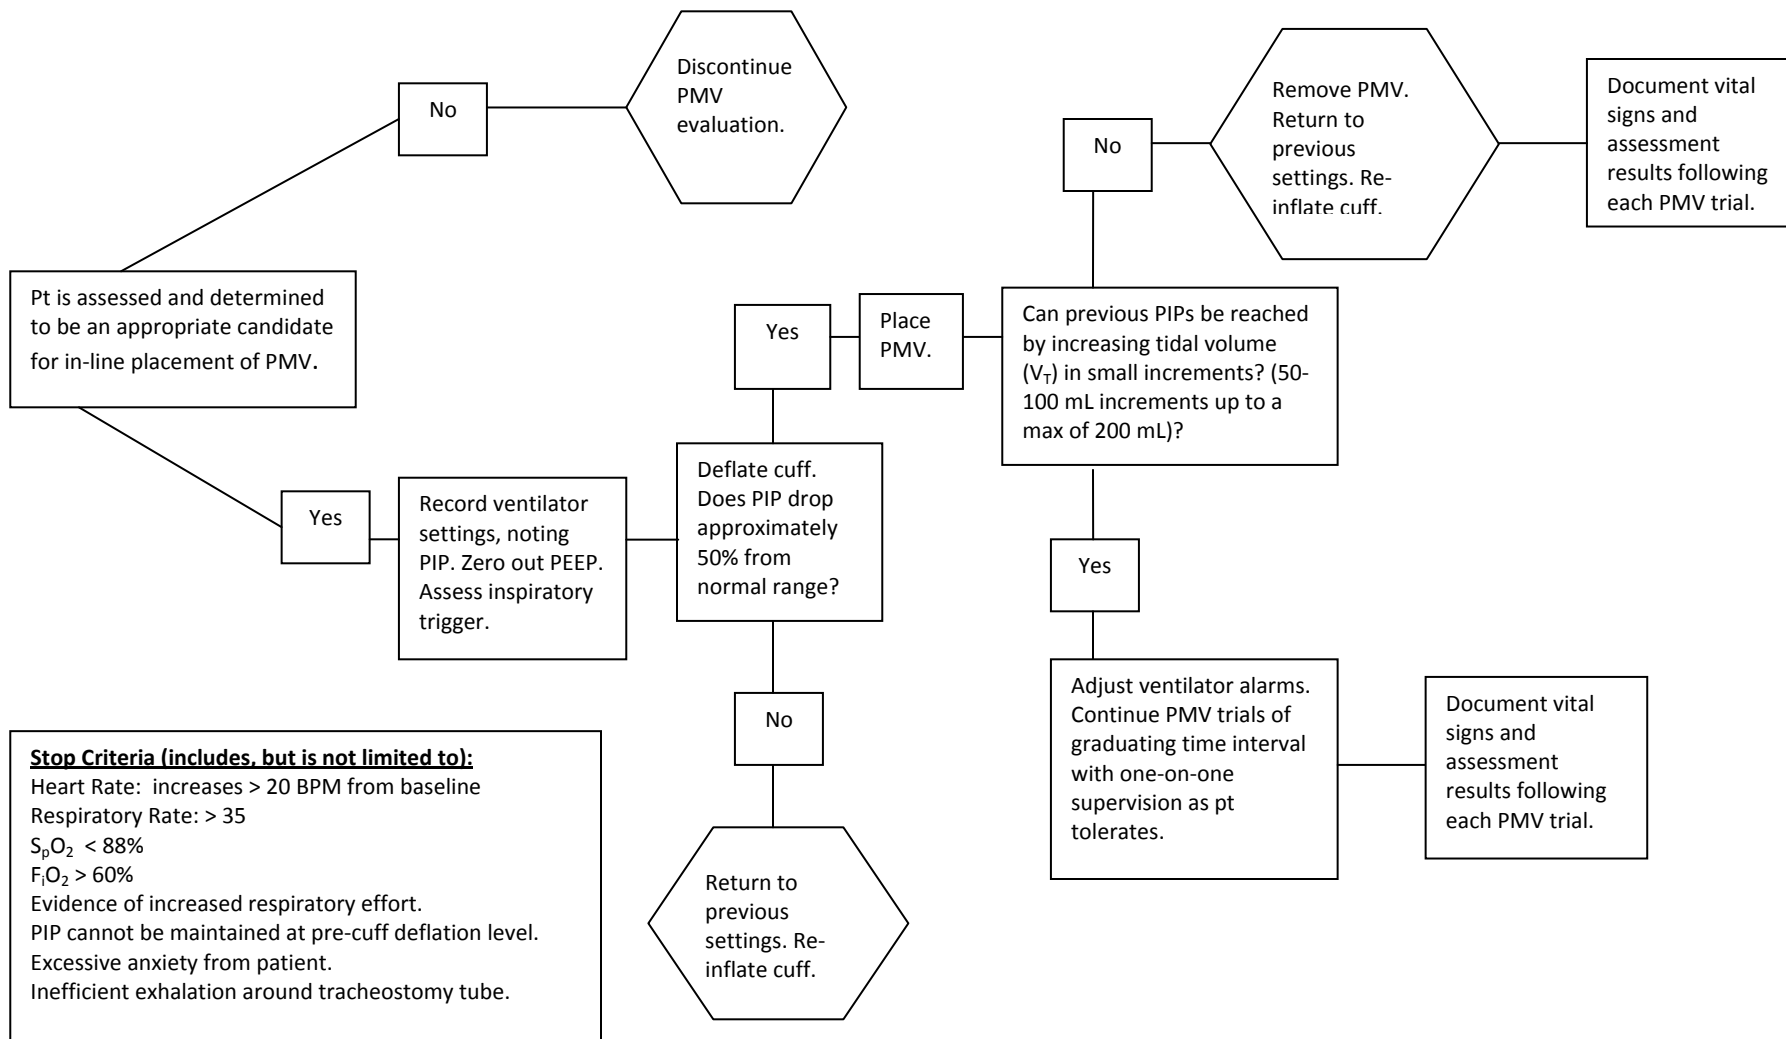 Pt is assessed and determined
to be an appropriate candidate
for in-line placement of PMV.
No
Discontinue
PMV
evaluation.
Yes
Record ventilator
settings, noting
PIP. Zero out PEEP.
Assess inspiratory
trigger.
Deflate cuff.
Does PIP drop
approximately
50% from
normal range?
No
Return to
previous
settings. Re-
inflate cuff.
Yes
Place
PMV.
Can previous PIPs be reached
by increasing tidal volume
(VT) in small increments? (50-
100 mL increments up to a
max of 200 mL)?
No
Remove PMV.
Return to
previous
settings. Re-
inflate cuff.
Document vital
signs and
assessment
results following
each PMV trial.
Yes
Adjust ventilator alarms.
Continue PMV trials of
graduating time interval
with one-on-one
supervision as pt
tolerates.
Document vital
signs and
assessment
results following
each PMV trial.
Stop Criteria (includes, but is not limited to):
Heart Rate: increases > 20 BPM from baseline
Respiratory Rate: > 35
SpO2 < 88%
FiO2 > 60%
Evidence of increased respiratory effort.
PIP cannot be maintained at pre-cuff deflation level.
Excessive anxiety from patient.
Inefficient exhalation around tracheostomy tube.